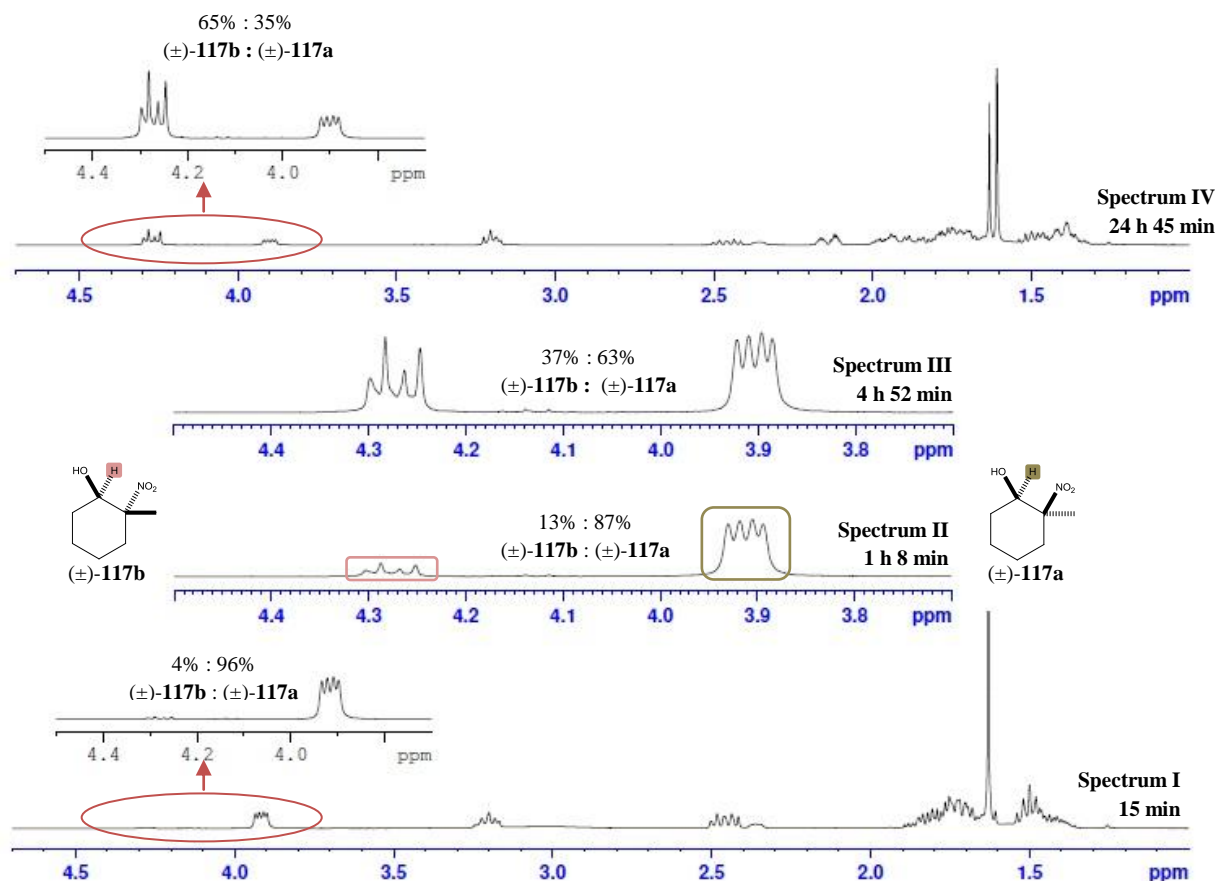 65% : 35%
(±)-117b : (±)-117a
4.4 4.2 4.0 ppm
Spectrum IV
24 h 45 min
4.5 4.0 3.5 3.0 2.5 2.0 1.5 ppm
37% : 63%
(±)-117b : (±)-117a
Spectrum III
4 h 52 min
4.4 4.3 4.2 4.1 4.0 3.9 3.8 ppm
HO H
NO2
(±)-117b
13% : 87%
(±)-117b : (±)-117a
Spectrum II
1 h 8 min
HO H
NO2
(±)-117a
4.4 4.3 4.2 4.1 4.0 3.9 3.8 ppm
4% : 96%
(±)-117b : (±)-117a
4.4 4.2 4.0 ppm
Spectrum I
15 min
4.5 4.0 3.5 3.0 2.5 2.0 1.5 ppm